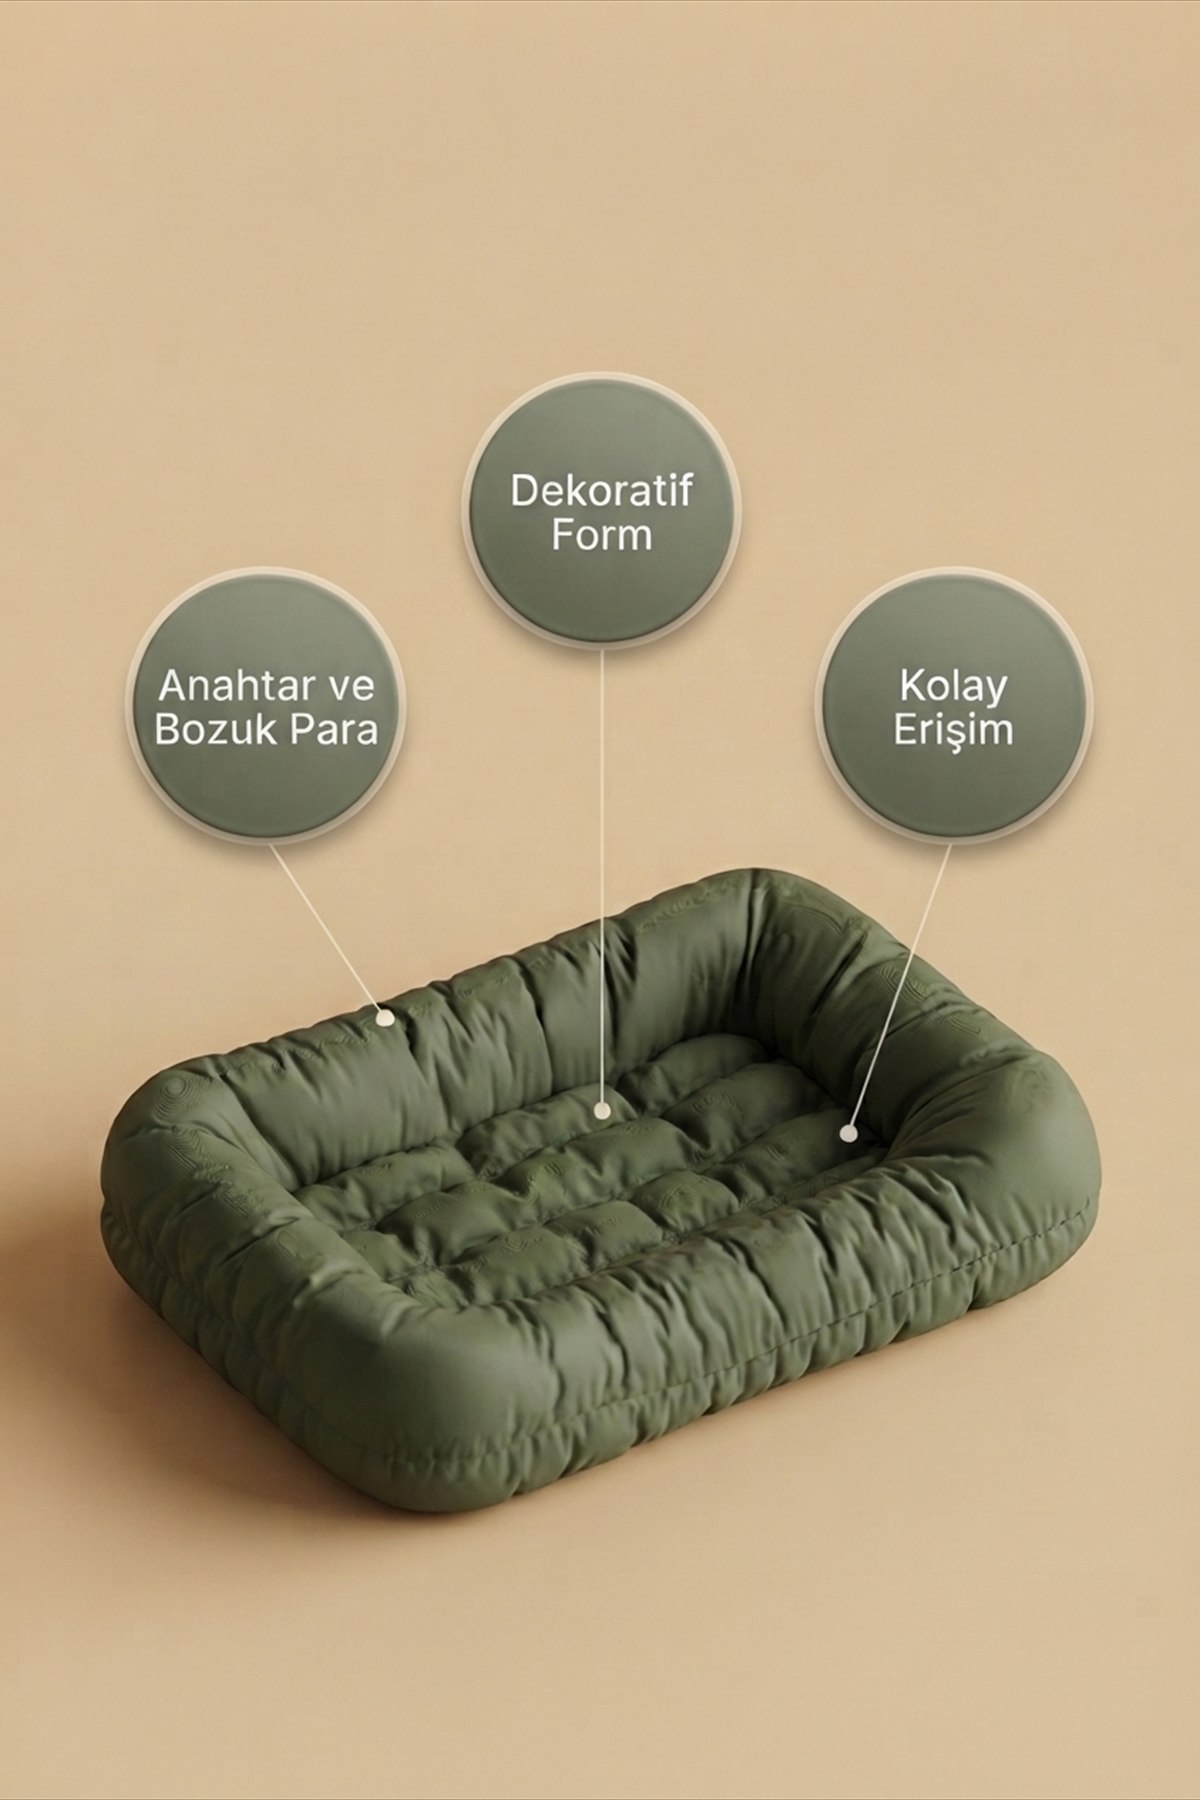 Dekoratif
Form
Anahtar ve
Bozuk Para
Kolay
Erişim